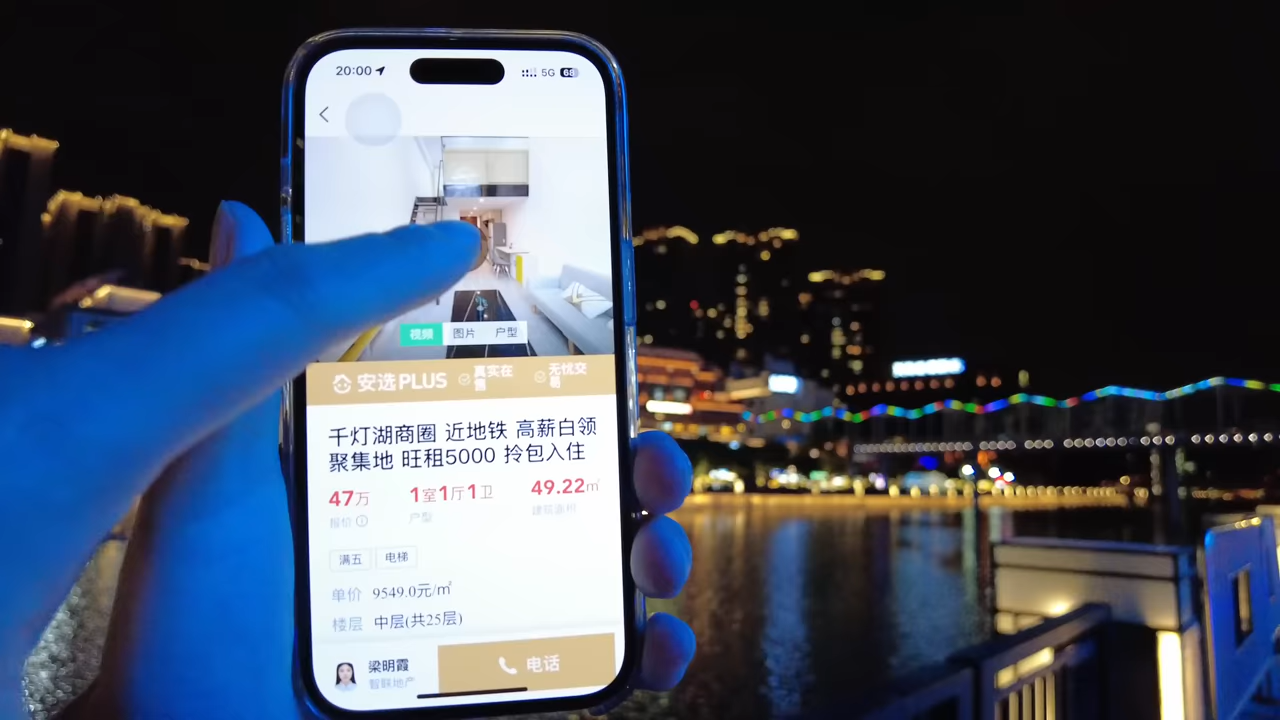 20:00
5G 68
视频 图片 户型
安选PLUS 真实在售 无忧交易
千灯湖商圈 近地铁 高薪白领
聚集地 旺租5000 拎包入住
47万 1室1厅1卫 49.22㎡
报价 户型 建筑面积
满五 电梯
单价 9549.0元/㎡
楼层 中层(共25层)
梁明霞
智联地产
电话